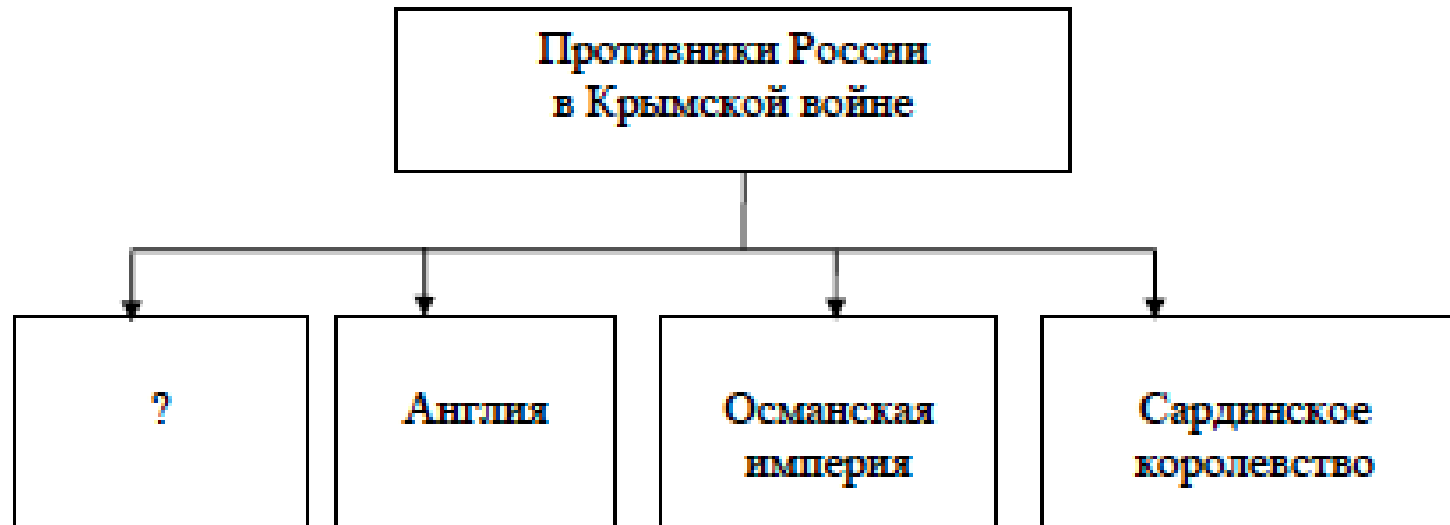 Противники России
в Крымской войне
?
Англия
Османская
империя
Сардинское
королевство